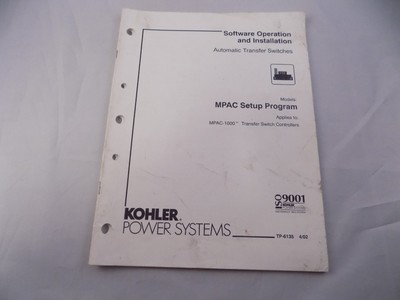 Software Operation
and Installation
Automatic Transfer Switches
Models:
MPAC Setup Program
Applies to:
MPAC-1000™ Transfer Switch Controllers
ISO 9001
KOHLER
POWER SYSTEMS
TP-6135 4/02